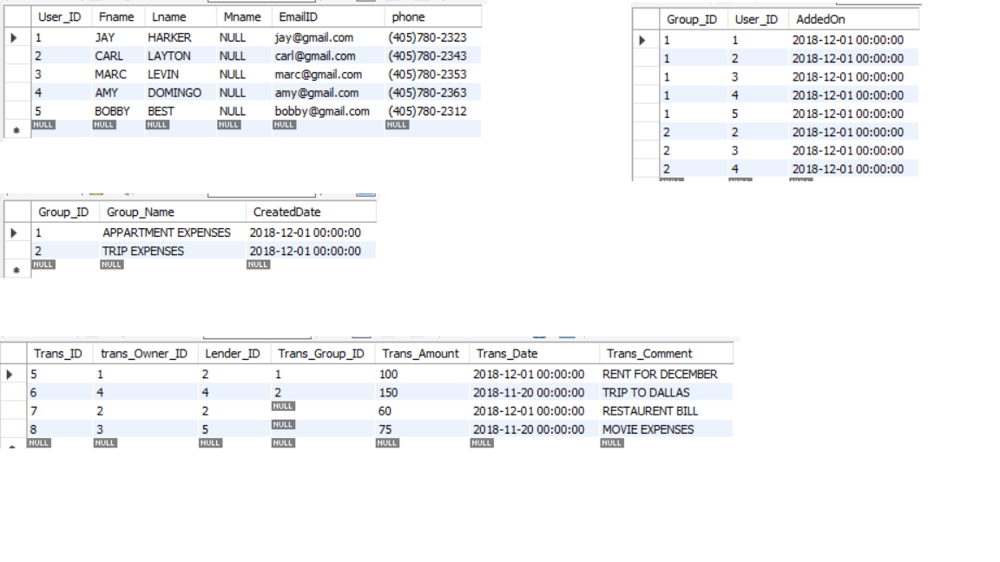 User_ID Fname Lname Mname EmailID phone
1 JAY HARKER NULL jay@gmail.com (405)780-2323
2 CARL LAYTON NULL carl@gmail.com (405)780-2343
3 MARC LEVIN NULL marc@gmail.com (405)780-2353
4 AMY DOMINGO NULL amy@gmail.com (405)780-2363
5 BOBBY BEST NULL bobby@gmail.com (405)780-2312
NULL NULL NULL NULL NULL NULL
Group_ID User_ID AddedOn
1 1 2018-12-01 00:00:00
1 2 2018-12-01 00:00:00
1 3 2018-12-01 00:00:00
1 4 2018-12-01 00:00:00
1 5 2018-12-01 00:00:00
2 2 2018-12-01 00:00:00
2 3 2018-12-01 00:00:00
2 4 2018-12-01 00:00:00
Group_ID Group_Name CreatedDate
1 APPARTMENT EXPENSES 2018-12-01 00:00:00
2 TRIP EXPENSES 2018-12-01 00:00:00
NULL NULL NULL
Trans_ID trans_Owner_ID Lender_ID Trans_Group_ID Trans_Amount Trans_Date Trans_Comment
5 1 2 1 100 2018-12-01 00:00:00 RENT FOR DECEMBER
6 4 4 2 150 2018-11-20 00:00:00 TRIP TO DALLAS
7 2 2 NULL 60 2018-12-01 00:00:00 RESTAURENT BILL
8 3 5 NULL 75 2018-11-20 00:00:00 MOVIE EXPENSES
NULL NULL NULL NULL NULL NULL NULL